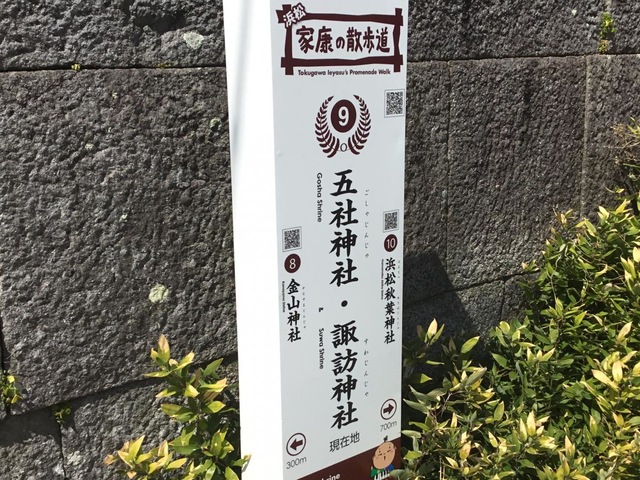 浜松
家康の散歩道
Tokugawa Ieyasu's Promenade Walk
9
五社神社・諏訪神社
ごしゃじんじゃ
すわじんじゃ
Gosha Shrine
&
Suwa Shrine
現在地
8
金山神社
300m
10
浜松秋葉神社
700m
Shrine